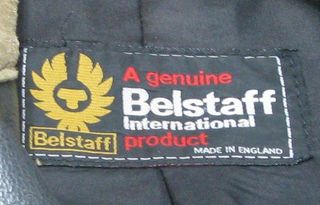 A genuine
Belstaff
International
product
MADE IN ENGLAND
Belstaff